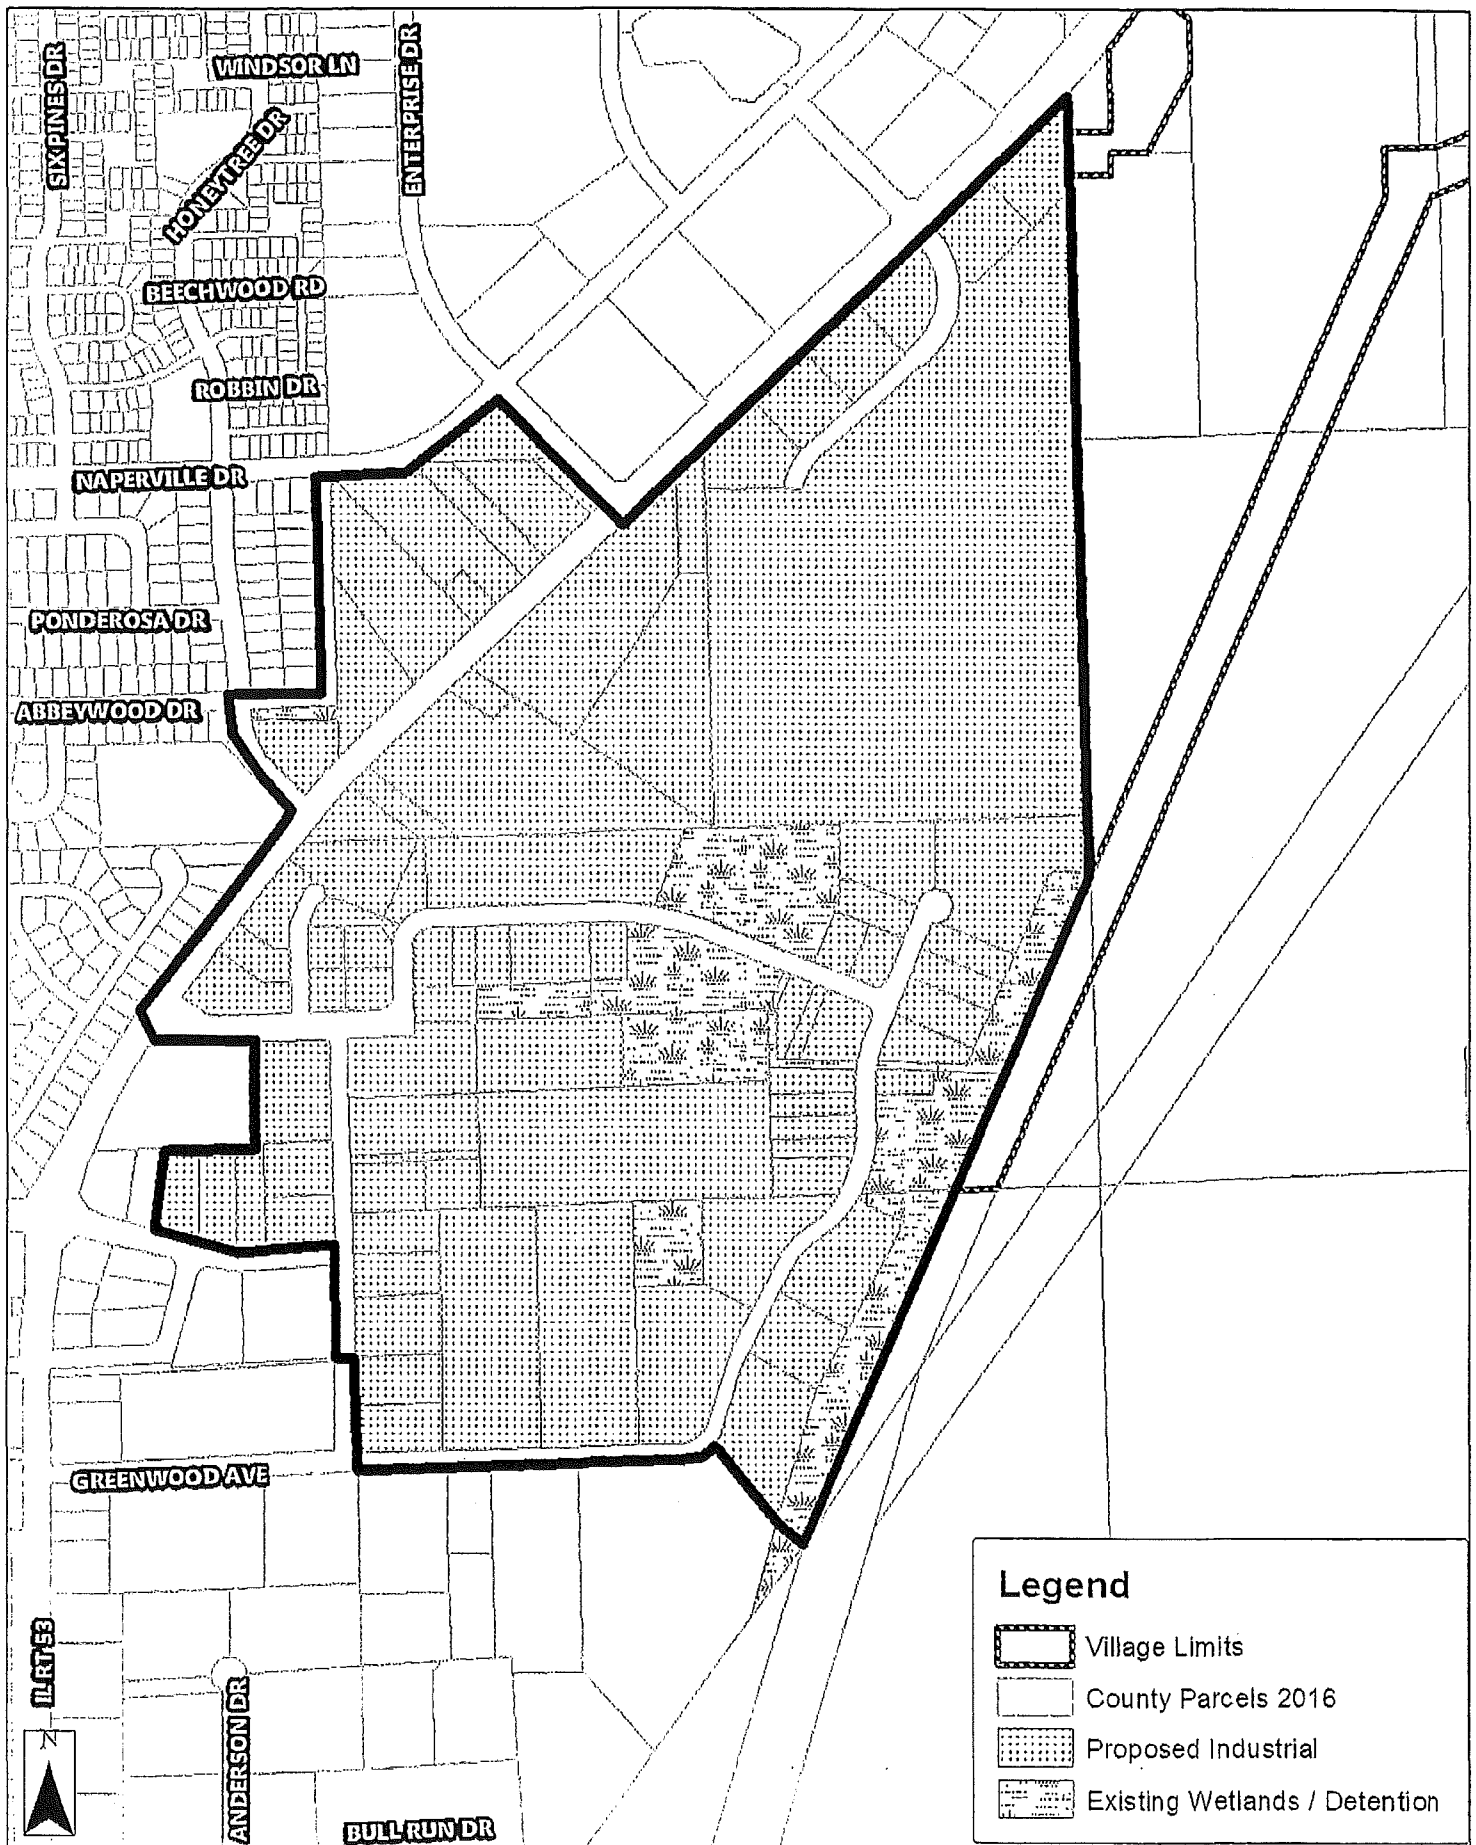 WINDSOR LN
SIXPINES DR
ENTERPRISE DR
HONEYTREE DR
BEECHWOOD RD
ROBBIN DR
NAPERVILLE DR
PONDEROSA DR
ABBEYWOOD DR
GREENWOOD AVE
IL RT 53
N
ANDERSON DR
BULL RUN DR
Legend
Village Limits
County Parcels 2016
Proposed Industrial
Existing Wetlands / Detention